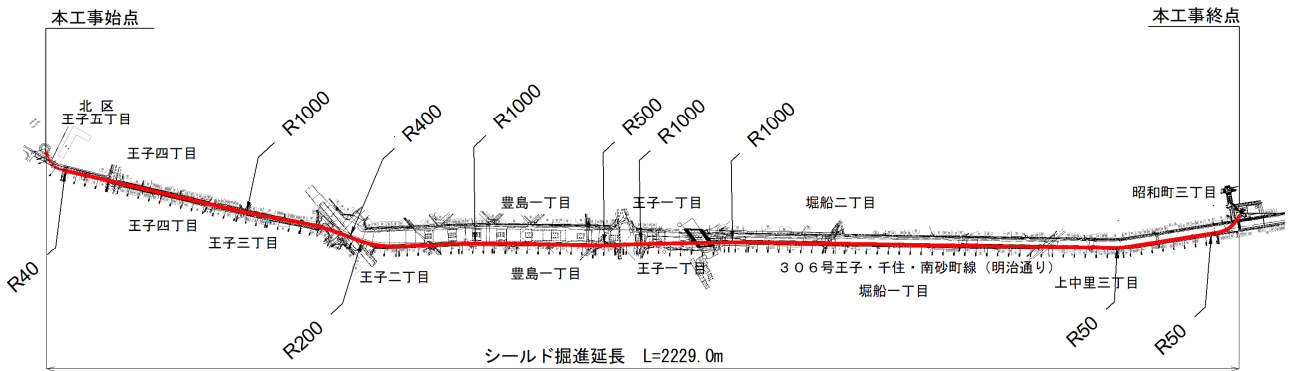 本工事始点
本工事終点
北 区
王子五丁目
R1000
R400
R1000
R500
R1000
R1000
王子四丁目
豊島一丁目
王子一丁目
堀船二丁目
昭和町三丁目
王子四丁目
王子三丁目
王子二丁目
豊島一丁目
王子一丁目
306号王子・千住・南砂町線(明治通り)
堀船一丁目
上中里三丁目
R40
R200
R50
R50
シールド掘進延長 L=2229.0m